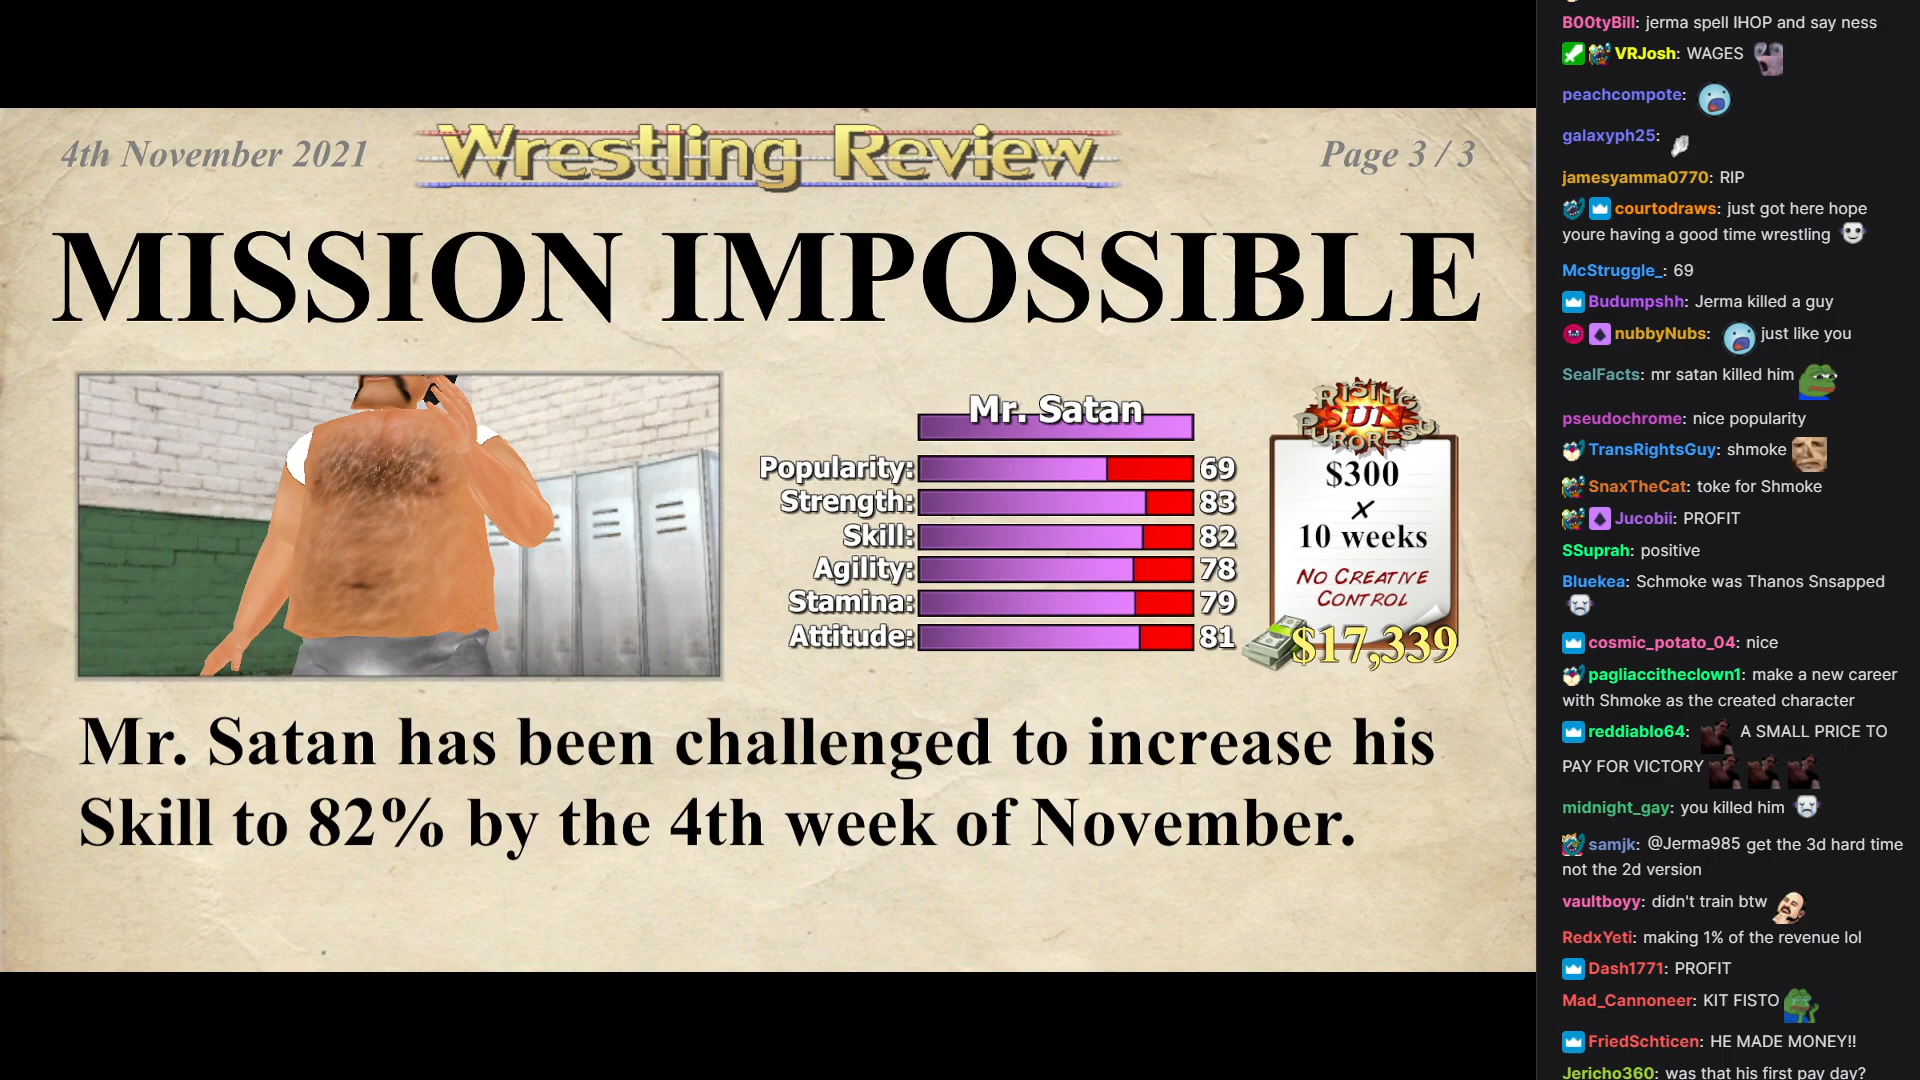 4th November 2021
Wrestling Review
Page 3 / 3
MISSION IMPOSSIBLE
Mr. Satan
Popularity: 69
Strength: 83
Skill: 82
Agility: 78
Stamina: 79
Attitude: 81
RISING
SUN
PURORESU
$300
×
10 weeks
NO CREATIVE
CONTROL
$17,339
Mr. Satan has been challenged to increase his
Skill to 82% by the 4th week of November.
B00tyBill: jerma spell IHOP and say ness
VRJosh: WAGES
peachcompote:
galaxyph25:
jamesyamma0770: RIP
courtodraws: just got here hope
youre having a good time wrestling
McStruggle_: 69
Budumpshh: Jerma killed a guy
nubbyNubs: just like you
SealFacts: mr satan killed him
pseudochrome: nice popularity
TransRightsGuy: shmoke
SnaxTheCat: toke for Shmoke
Jucobii: PROFIT
SSuprah: positive
Bluekea: Schmoke was Thanos Snsapped
cosmic_potato_04: nice
pagliaccitheclown1: make a new career
with Shmoke as the created character
reddiablo64: A SMALL PRICE TO
PAY FOR VICTORY
midnight_gay: you killed him
samjk: @Jerma985 get the 3d hard time
not the 2d version
vaultboyy: didn't train btw
RedxYeti: making 1% of the revenue lol
Dash1771: PROFIT
Mad_Cannoneer: KIT FISTO
FriedSchticen: HE MADE MONEY!!
Jericho360: was that his first pay day?